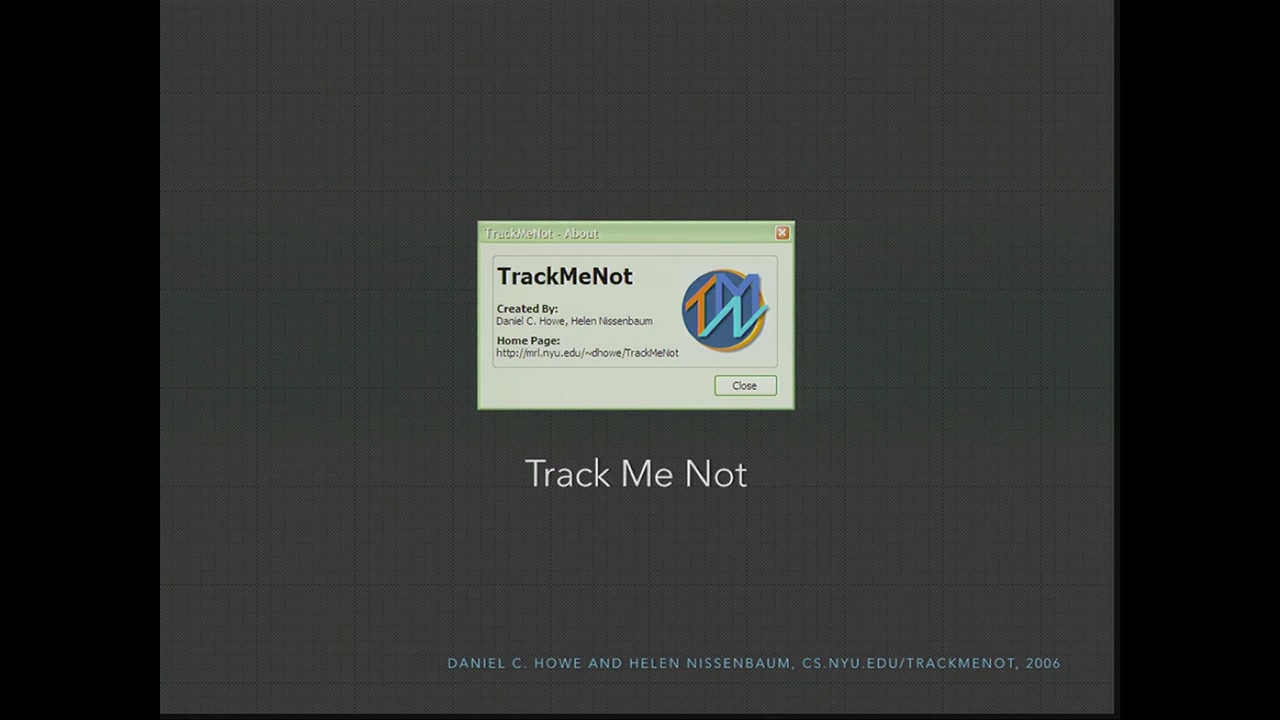 TrackMeNot - About
TrackMeNot
Created By:
Daniel C. Howe, Helen Nissenbaum
Home Page:
http://mrl.nyu.edu/~dhowe/TrackMeNot
TMN
Close
Track Me Not
DANIEL C. HOWE AND HELEN NISSENBAUM, CS.NYU.EDU/TRACKMENOT, 2006